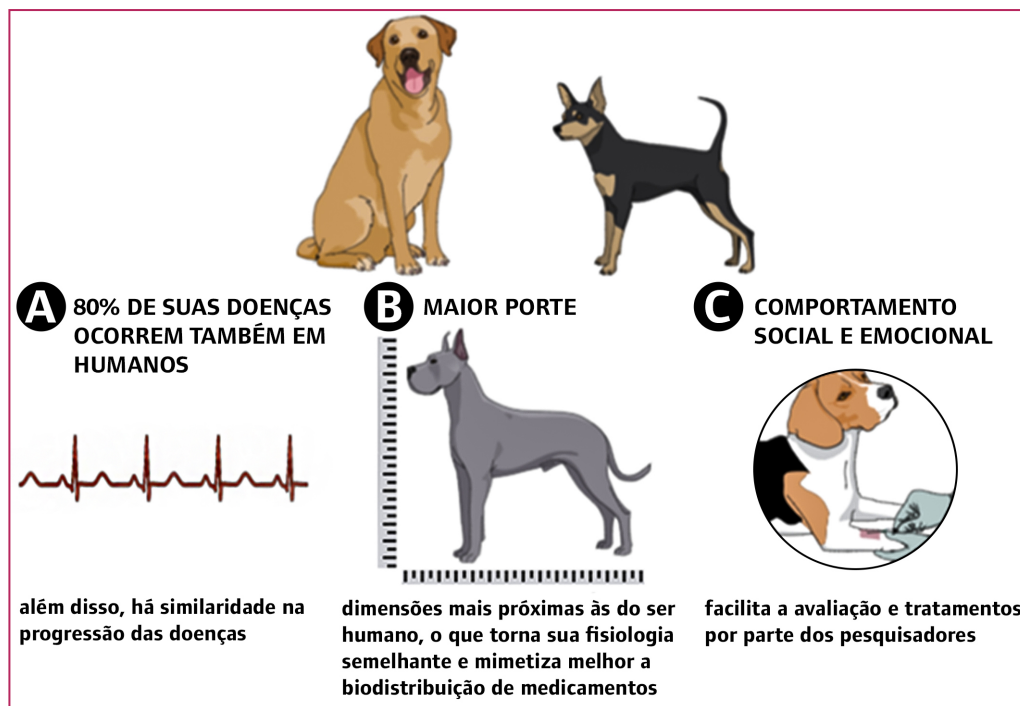 A
80% DE SUAS DOENÇAS
OCORREM TAMBÉM EM
HUMANOS
além disso, há similaridade na
progressão das doenças
B
MAIOR PORTE
dimensões mais próximas às do ser
humano, o que torna sua fisiologia
semelhante e mimetiza melhor a
biodistribuição de medicamentos
C
COMPORTAMENTO
SOCIAL E EMOCIONAL
facilita a avaliação e tratamentos
por parte dos pesquisadores